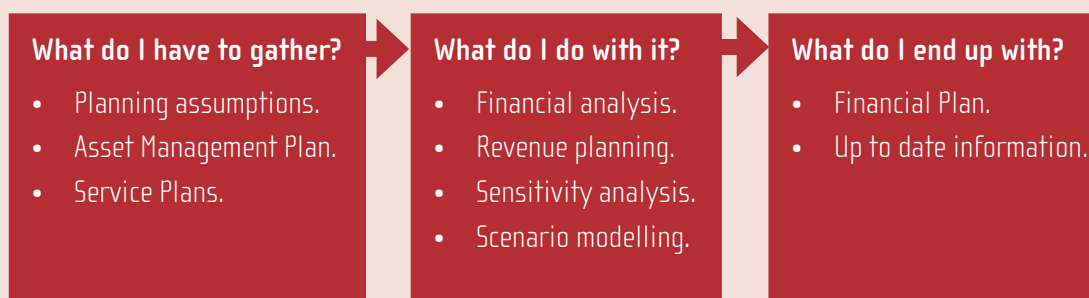 What do I have to gather?
• Planning assumptions.
• Asset Management Plan.
• Service Plans.
What do I do with it?
• Financial analysis.
• Revenue planning.
• Sensitivity analysis.
• Scenario modelling.
What do I end up with?
• Financial Plan.
• Up to date information.